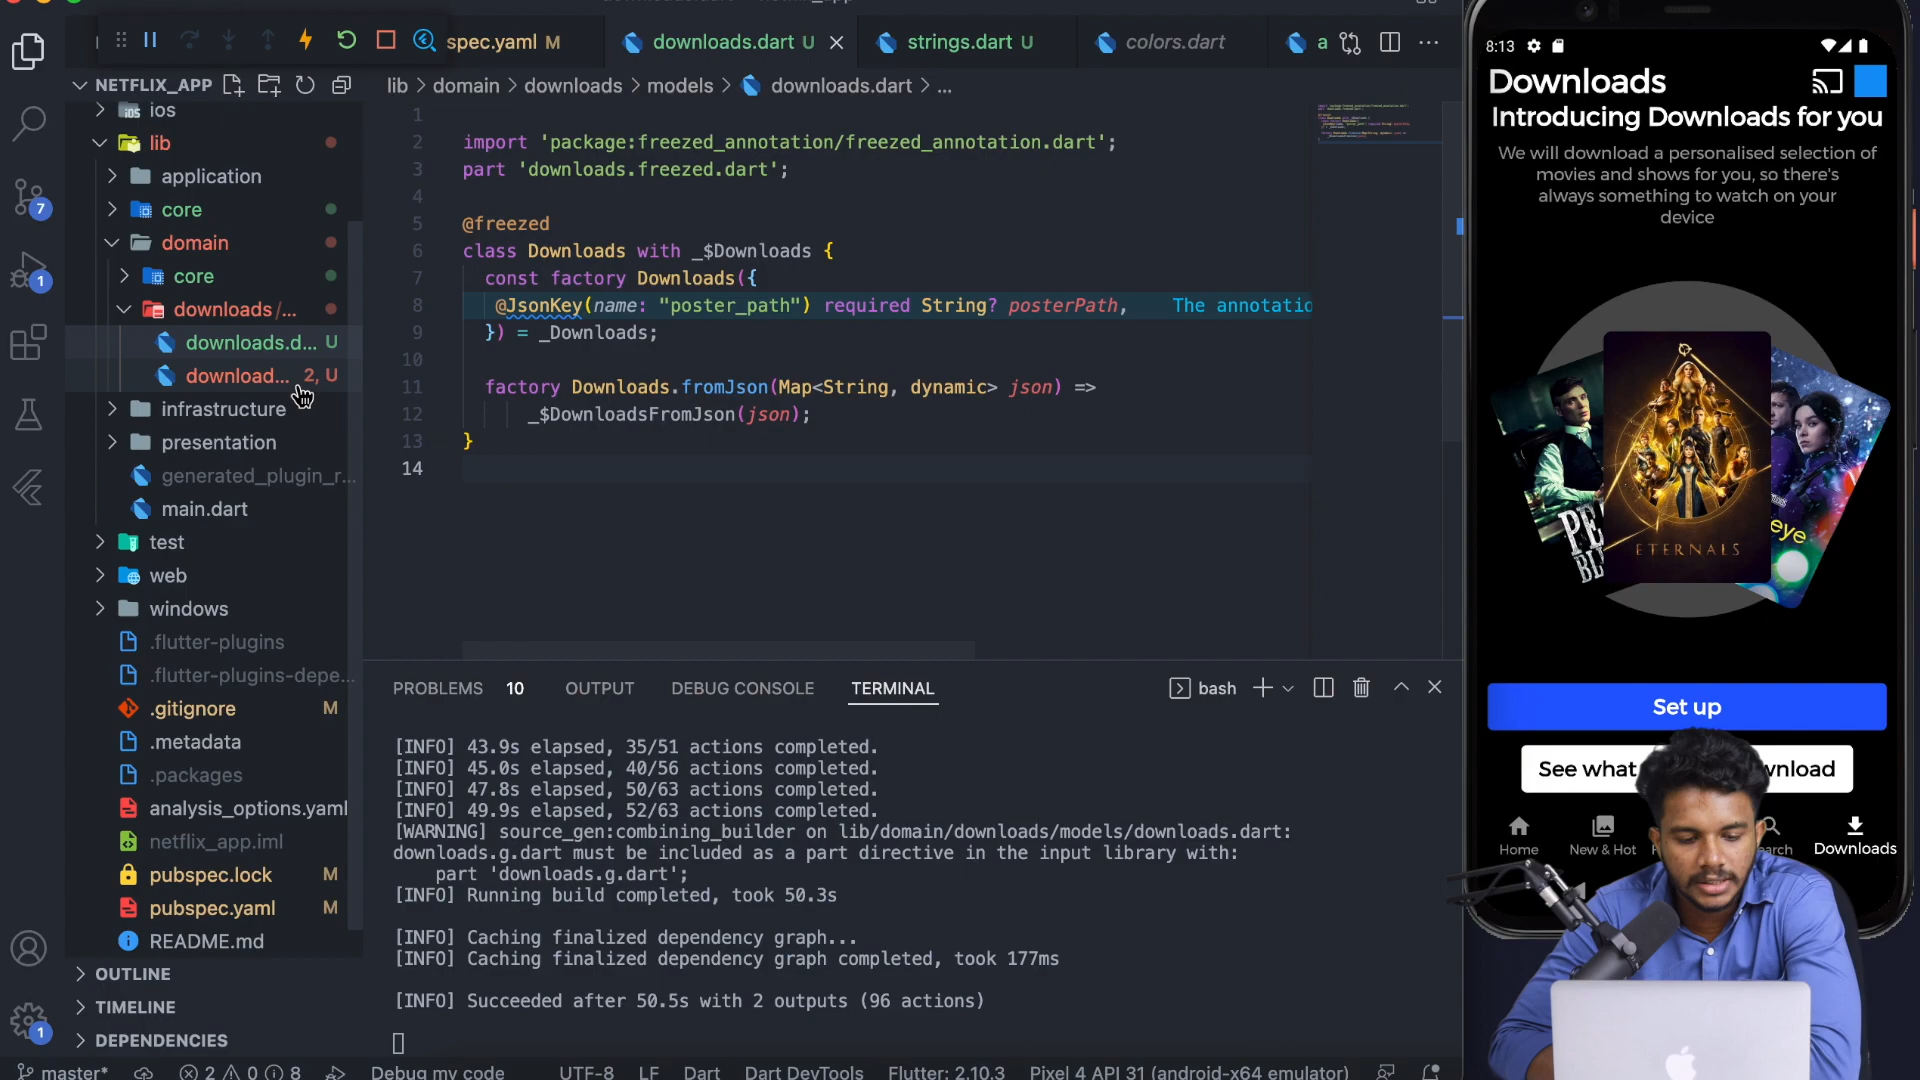 spec.yaml M
downloads.dart U
strings.dart U
colors.dart
a
NETFLIX_APP
lib > domain > downloads > models > downloads.dart > ...
ios
lib
application
core
domain
core
downloads/...
downloads.d... U
download... 2, U
infrastructure
presentation
generated_plugin_r...
main.dart
test
web
windows
.flutter-plugins
.flutter-plugins-depe...
.gitignore M
.metadata
.packages
analysis_options.yaml
netflix_app.iml
pubspec.lock M
pubspec.yaml M
README.md
OUTLINE
TIMELINE
DEPENDENCIES
7
1
1
1
2 import 'package:freezed_annotation/freezed_annotation.dart';
3 part 'downloads.freezed.dart';
4
5 @freezed
6 class Downloads with _$Downloads {
7 const factory Downloads({
8 @JsonKey(name: "poster_path") required String? posterPath, The annotatio
9 }) = _Downloads;
10
11 factory Downloads.fromJson(Map<String, dynamic> json) =>
12 _$DownloadsFromJson(json);
13 }
14
PROBLEMS 10 OUTPUT DEBUG CONSOLE TERMINAL bash
[INFO] 43.9s elapsed, 35/51 actions completed.
[INFO] 45.0s elapsed, 40/56 actions completed.
[INFO] 47.8s elapsed, 50/63 actions completed.
[INFO] 49.9s elapsed, 52/63 actions completed.
[WARNING] source_gen:combining_builder on lib/domain/downloads/models/downloads.dart:
downloads.g.dart must be included as a part directive in the input library with:
part 'downloads.g.dart';
[INFO] Running build completed, took 50.3s
[INFO] Caching finalized dependency graph...
[INFO] Caching finalized dependency graph completed, took 177ms
[INFO] Succeeded after 50.5s with 2 outputs (96 actions)
master* 2 0 8 Debug my code UTF-8 LF Dart Dart DevTools Flutter: 2.10.3 Pixel 4 API 31 (android-x64 emulator)
8:13
Downloads
Introducing Downloads for you
We will download a personalised selection of
movies and shows for you, so there's
always something to watch on your
device
PE
BL
ETERNALS
eye
Set up
See what wnload
Home
New & Hot
earch
Downloads